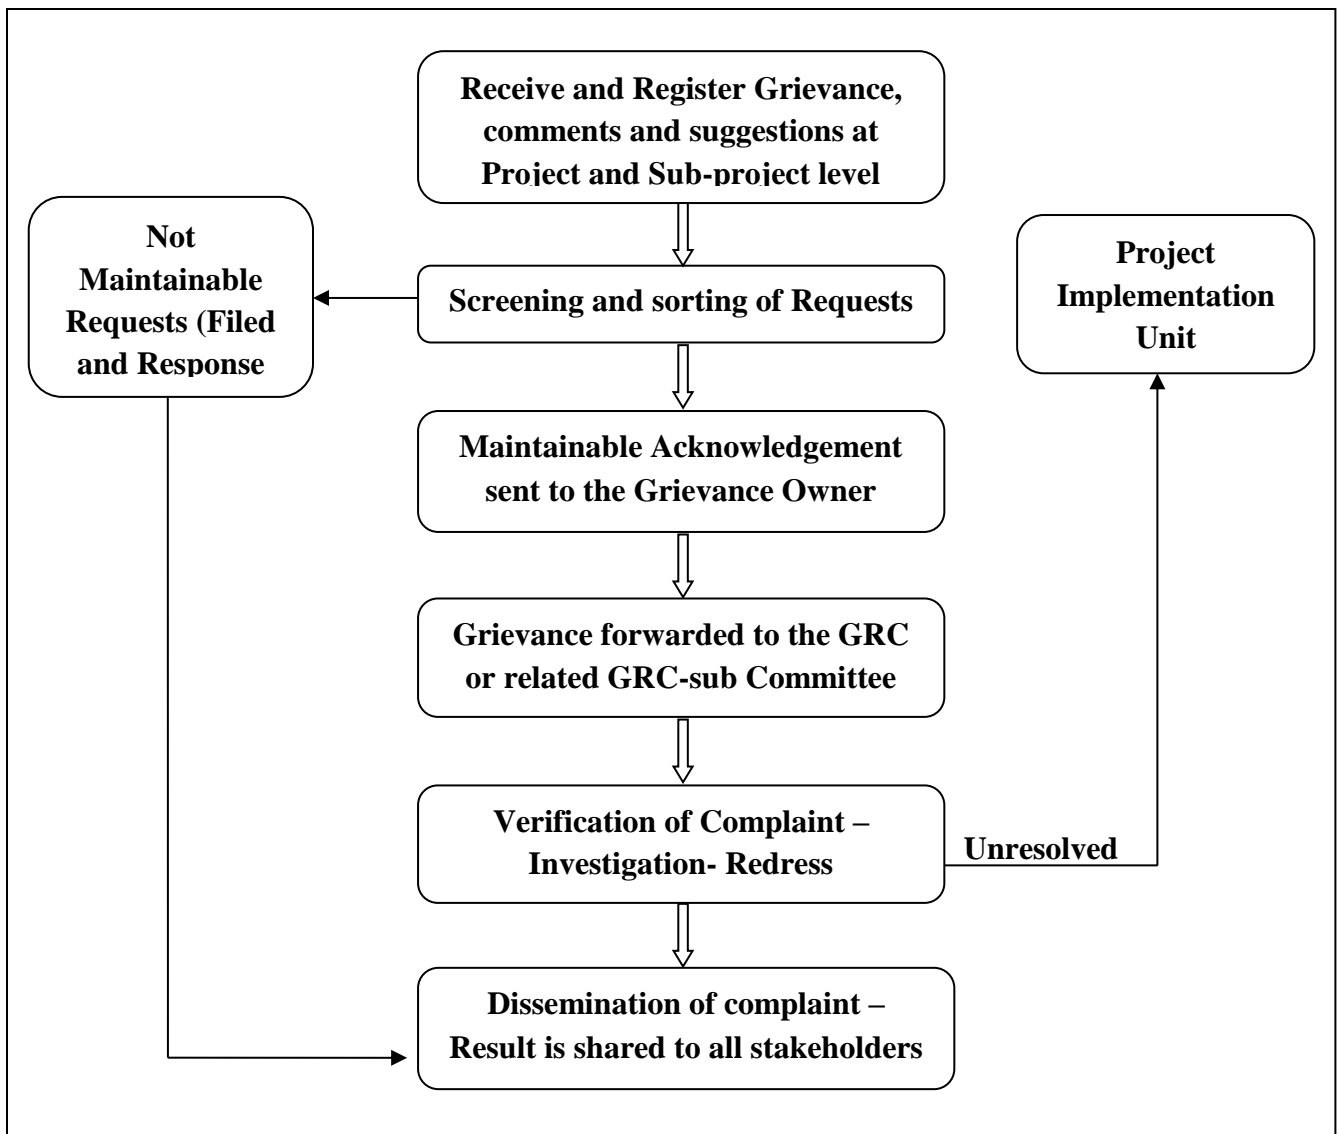 Receive and Register Grievance,
comments and suggestions at
Project and Sub-project level
Not
Maintainable
Requests (Filed
and Response
Screening and sorting of Requests
Project
Implementation
Unit
Maintainable Acknowledgement
sent to the Grievance Owner
Grievance forwarded to the GRC
or related GRC-sub Committee
Verification of Complaint –
Investigation- Redress
Unresolved
Dissemination of complaint –
Result is shared to all stakeholders